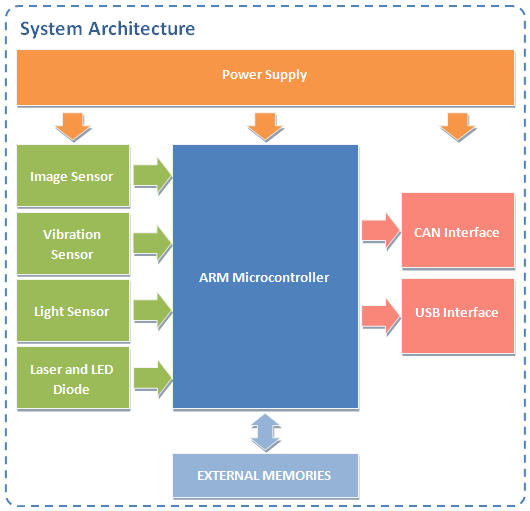 System Architecture
Power Supply
Image Sensor
Vibration
Sensor
Light Sensor
Laser and LED
Diode
ARM Microcontroller
CAN Interface
USB Interface
EXTERNAL MEMORIES